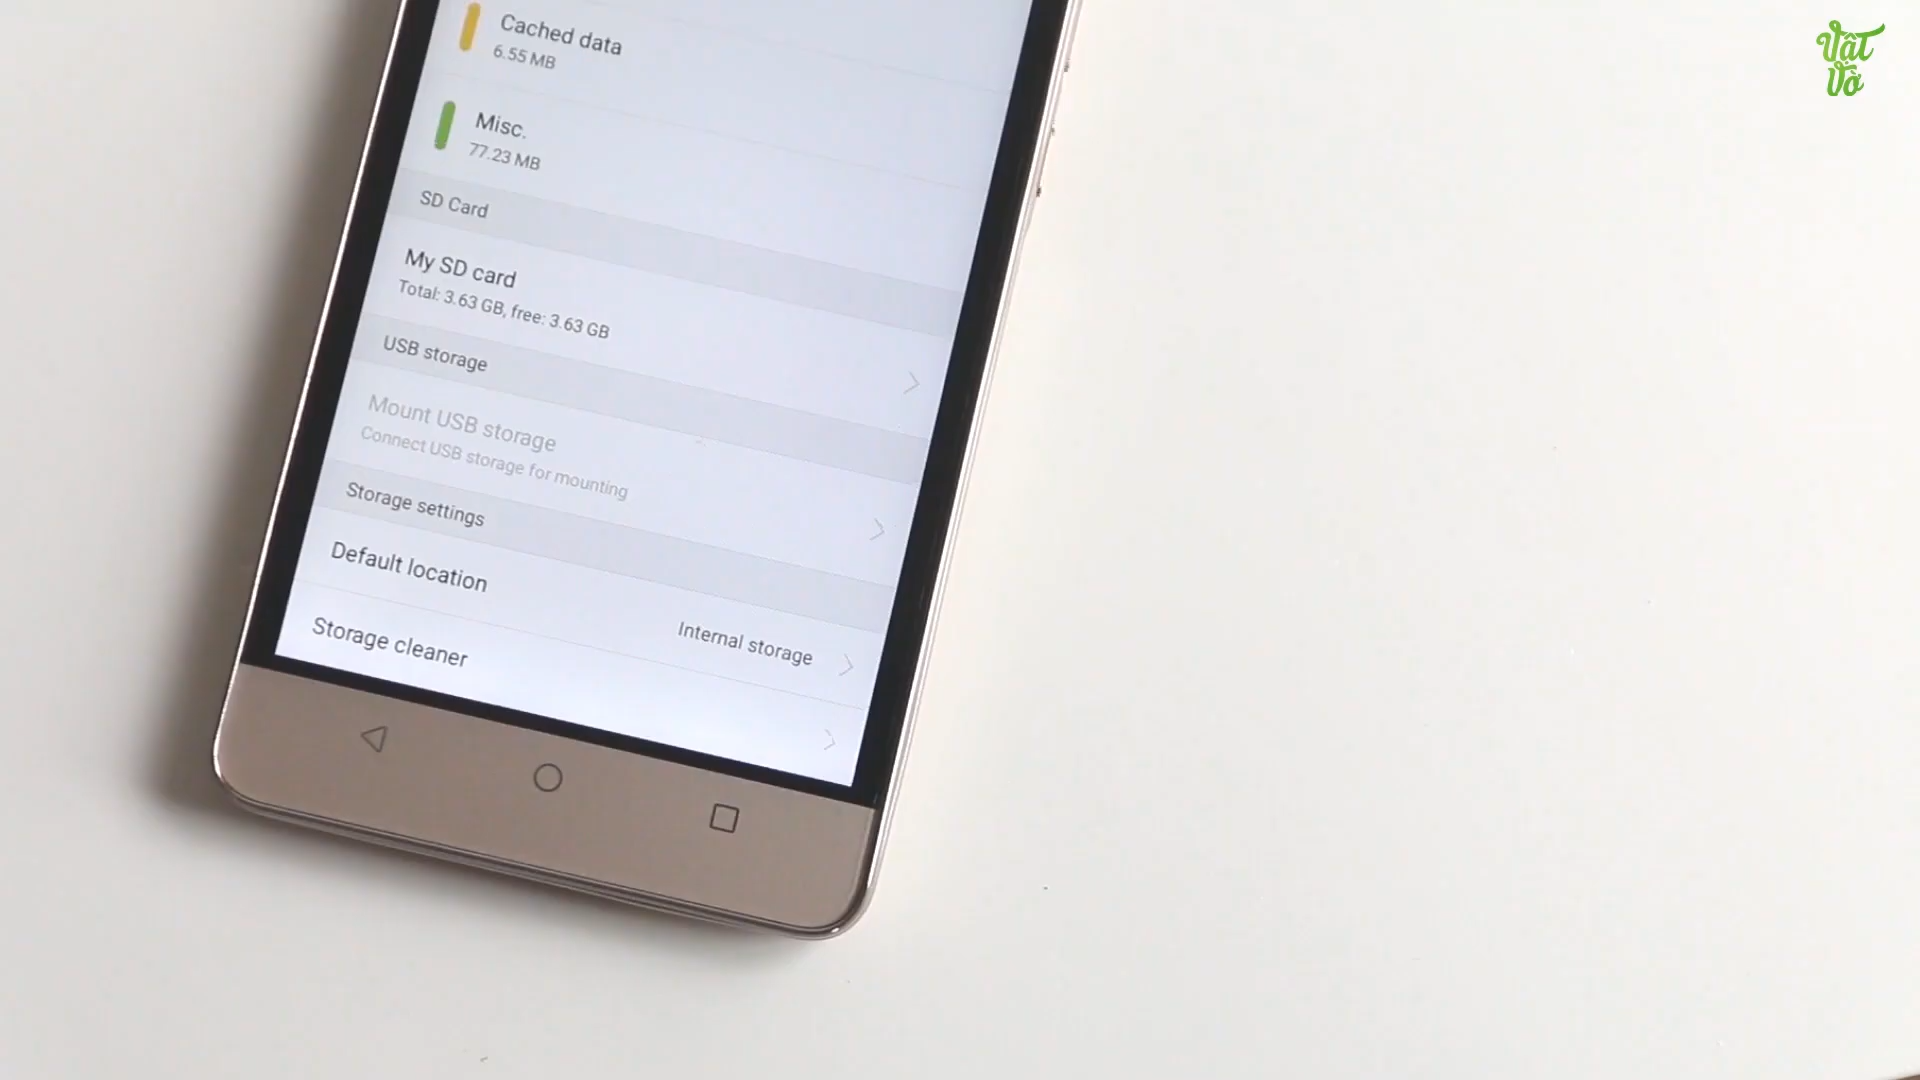 Cached data
6.55 MB
Misc.
77.23 MB
SD Card
My SD card
Total: 3.63 GB, free: 3.63 GB
USB storage
Mount USB storage
Connect USB storage for mounting
Storage settings
Default location
Internal storage
Storage cleaner
Vật
Vờ